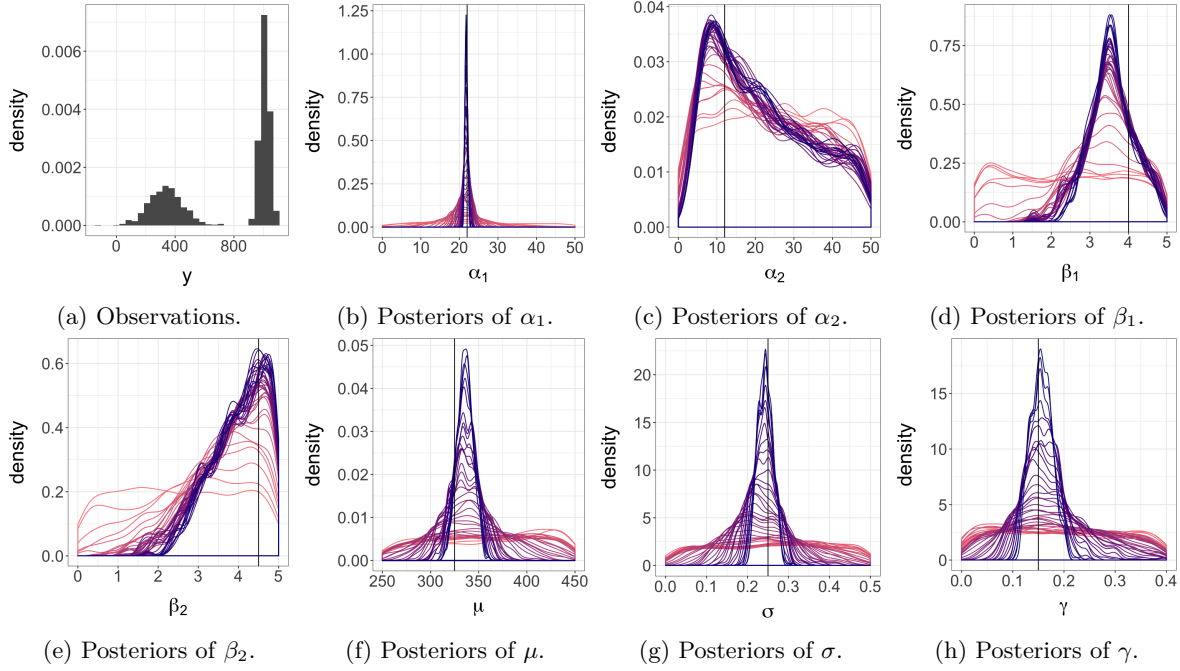 0.006
0.004
0.002
0.000
density
0 400 800
y
1.25
1.00
0.75
0.50
0.25
0.00
density
0 10 20 30 40 50
α1
0.04
0.03
0.02
0.01
0.00
density
0 10 20 30 40 50
α2
0.75
0.50
0.25
0.00
density
0 1 2 3 4 5
β1
(a) Observations.
(b) Posteriors of α1.
(c) Posteriors of α2.
(d) Posteriors of β1.
0.6
0.4
0.2
0.0
density
0 1 2 3 4 5
β2
0.05
0.04
0.03
0.02
0.01
0.00
density
250 300 350 400 450
μ
20
15
10
5
0
density
0.0 0.1 0.2 0.3 0.4 0.5
σ
15
10
5
0
density
0.0 0.1 0.2 0.3 0.4
γ
(e) Posteriors of β2.
(f) Posteriors of μ.
(g) Posteriors of σ.
(h) Posteriors of γ.